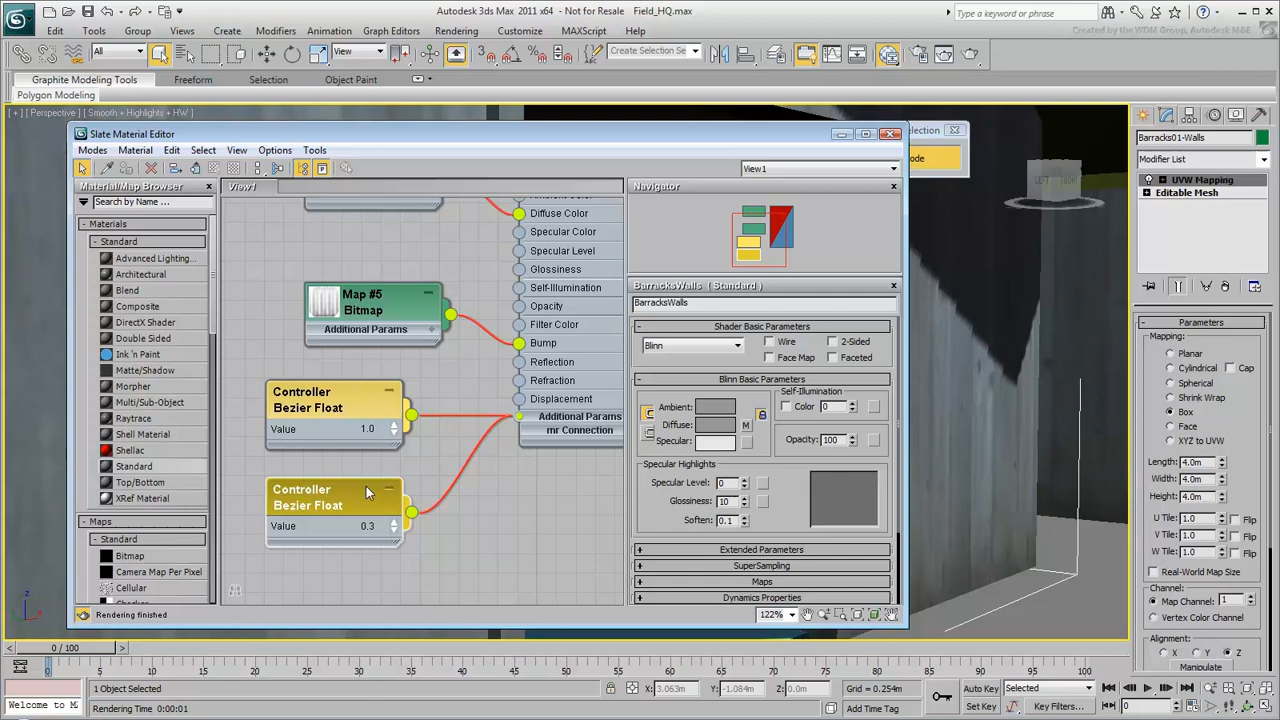 Autodesk 3ds Max 2011 x64 - Not for Resale Field_HQ.max
Type a keyword or phrase
Created by the WDM Group, Autodesk M&E
Edit Tools Group Views Create Modifiers Animation Graph Editors Rendering Customize MAXScript Help
All View Create Selection Se
Graphite Modeling Tools Freeform Selection Object Paint
Polygon Modeling
[ + ] [ Perspective ] [ Smooth + Highlights + HW ]
Slate Material Editor
Modes Material Edit Select View Options Tools
View1
Material/Map Browser
Search by Name ...
Materials
Standard
Advanced Lighting...
Architectural
Blend
Composite
DirectX Shader
Double Sided
Ink 'n Paint
Matte/Shadow
Morpher
Multi/Sub-Object
Raytrace
Shell Material
Shellac
Standard
Top/Bottom
XRef Material
Maps
Standard
Bitmap
Camera Map Per Pixel
Cellular
View1
Diffuse Color
Specular Color
Specular Level
Glossiness
Self-Illumination
Opacity
Filter Color
Bump
Reflection
Refraction
Displacement
Additional Params
mr Connection
Map #5
Bitmap
Additional Params
Controller
Bezier Float
Value 1.0
Controller
Bezier Float
Value 0.3
Navigator
BarracksWalls ( Standard )
BarracksWalls
Shader Basic Parameters
Blinn Wire 2-Sided
Face Map Faceted
Blinn Basic Parameters
Self-Illumination
Ambient: Color 0
Diffuse: M
Specular: Opacity: 100
Specular Highlights
Specular Level: 0
Glossiness: 10
Soften: 0.1
Extended Parameters
SuperSampling
Maps
Dynamics Properties
Rendering finished
122%
election
ode
LEFT FRONT
Barracks01-Walls
Modifier List
UVW Mapping
Editable Mesh
Parameters
Mapping:
Planar
Cylindrical Cap
Spherical
Shrink Wrap
Box
Face
XYZ to UVW
Length: 4.0m
Width: 4.0m
Height: 4.0m
U Tile: 1.0 Flip
V Tile: 1.0 Flip
W Tile: 1.0 Flip
Real-World Map Size
Channel:
Map Channel: 1
Vertex Color Channel
Alignment:
X Y Z
Manipulate
z
x
0 / 100
0 5 10 15 20 25 30 35 40 45 50 55 60 65 70 75 80 85 90 95 100
1 Object Selected X: 3.063m Y: -1.084m Z: 0.0m Grid = 0.254m Auto Key Selected
Welcome to M Rendering Time 0:00:01 Add Time Tag Set Key Key Filters... 0